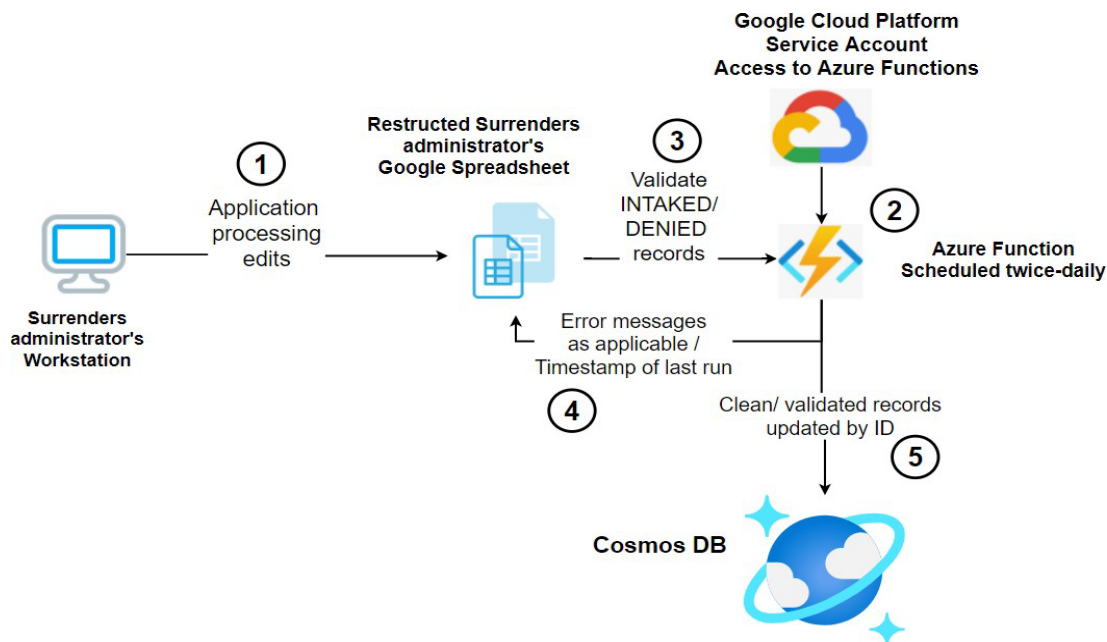 Google Cloud Platform
Service Account
Access to Azure Functions
Restructed Surrenders
administrator's
Google Spreadsheet
1
Application
processing
edits
3
Validate
INTAKED/
DENIED
records
2
Azure Function
Scheduled twice-daily
Surrenders
administrator's
Workstation
Error messages
as applicable /
Timestamp of last run
4
Clean/ validated records
updated by ID
5
Cosmos DB